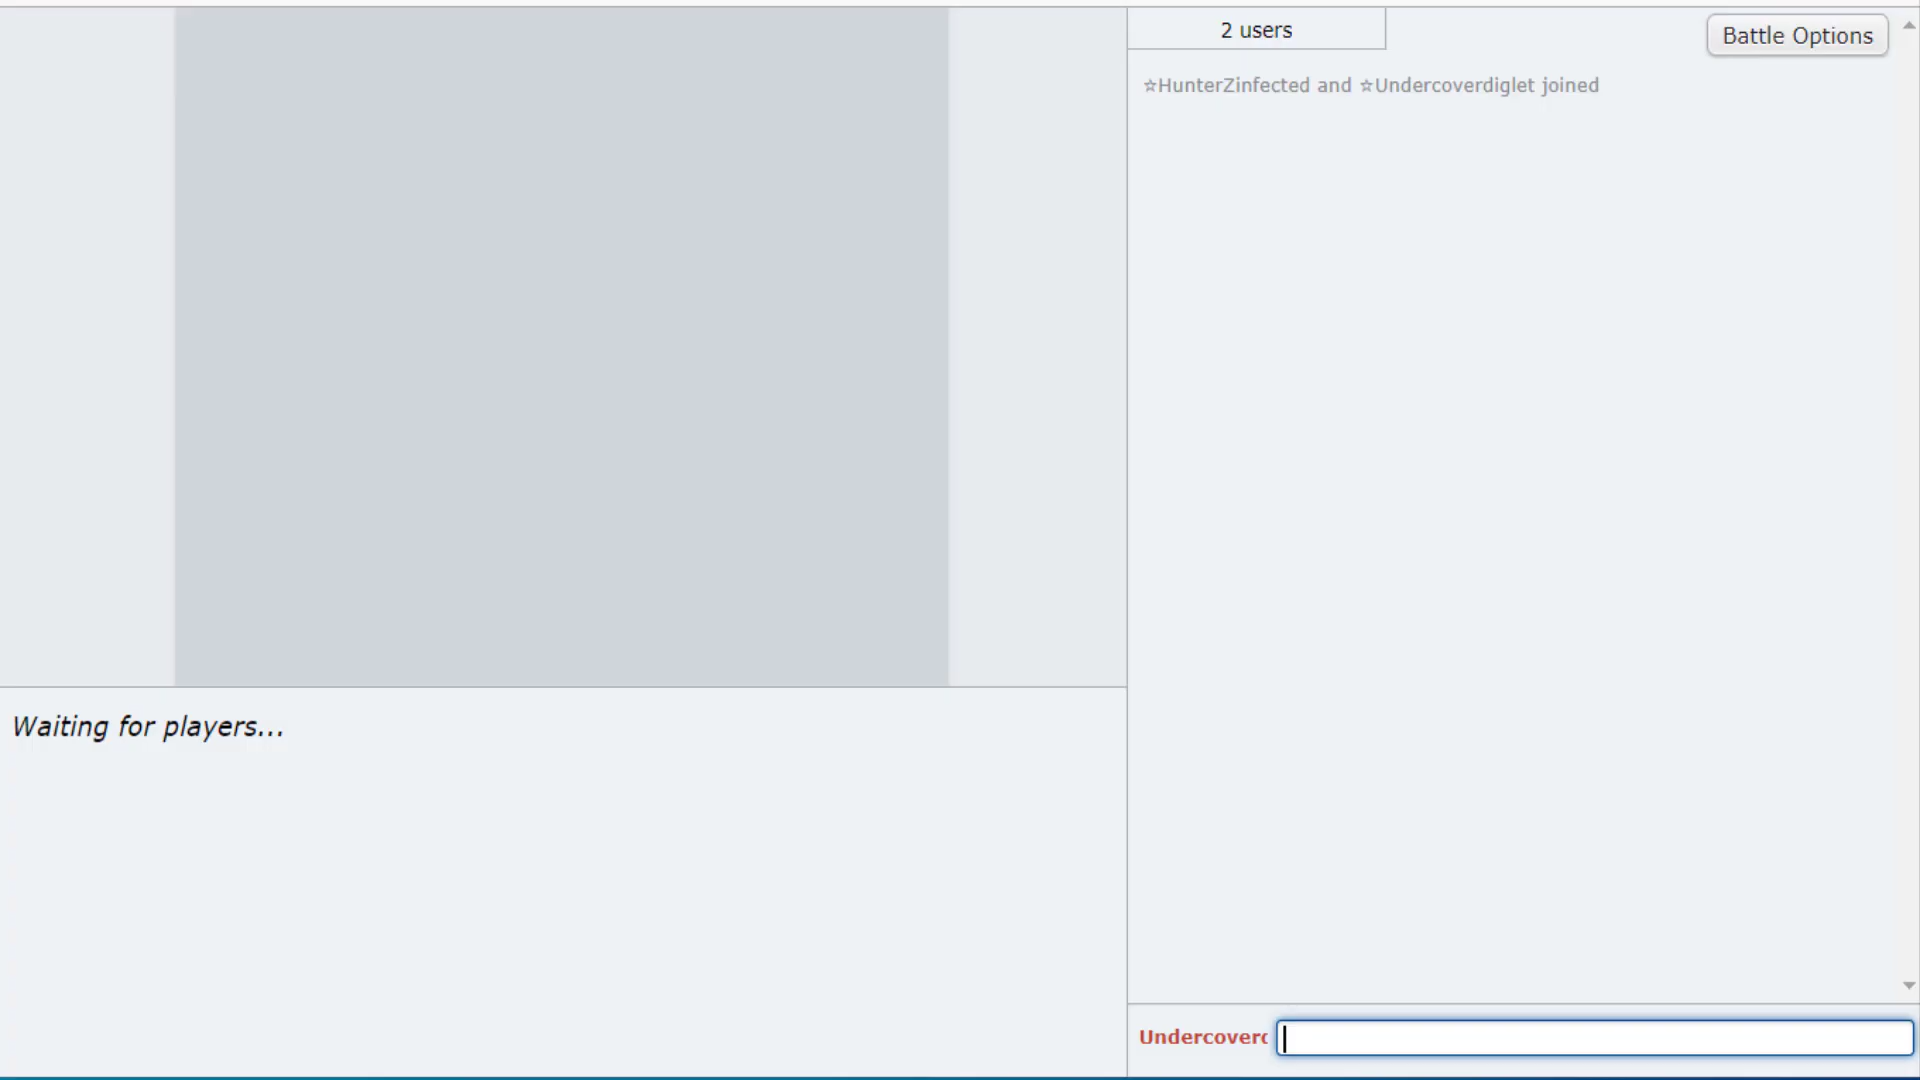 2 users
Battle Options
☆HunterZinfected and ☆Undercoverdiglet joined
Waiting for players...
Undercoverc